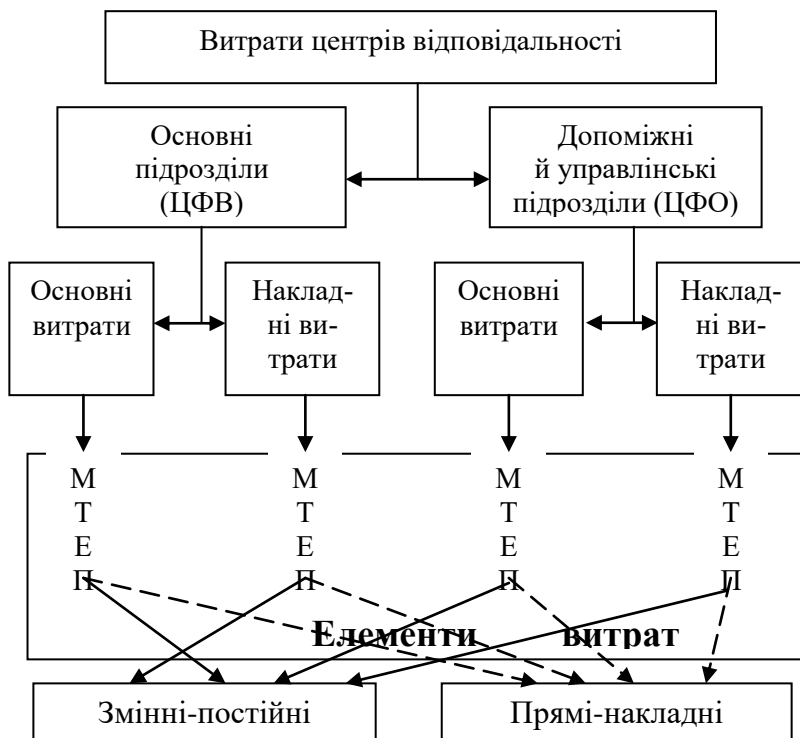 Витрати центрів відповідальності
Основні
підрозділи
(ЦФВ)
Допоміжні
й управлінські
підрозділи (ЦФО)
Основні
витрати
Наклад-
ні ви-
трати
Основні
витрати
Наклад-
ні ви-
трати
М
Т
Е
П
М
Т
Е
П
М
Т
Е
П
М
Т
Е
П
Елементи витрат
Змінні-постійні
Прямі-накладні